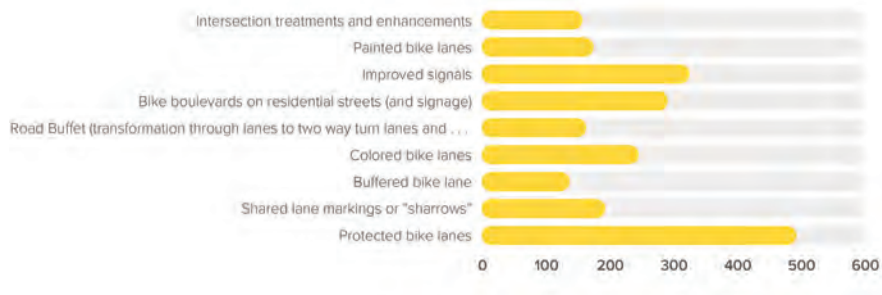 Intersection treatments and enhancements
Painted bike lanes
Improved signals
Bike boulevards on residential streets (and signage)
Road Buffet (transformation through lanes to two way turn lanes and ...
Colored bike lanes
Buffered bike lane
Shared lane markings or "sharrows"
Protected bike lanes
0 100 200 300 400 500 600